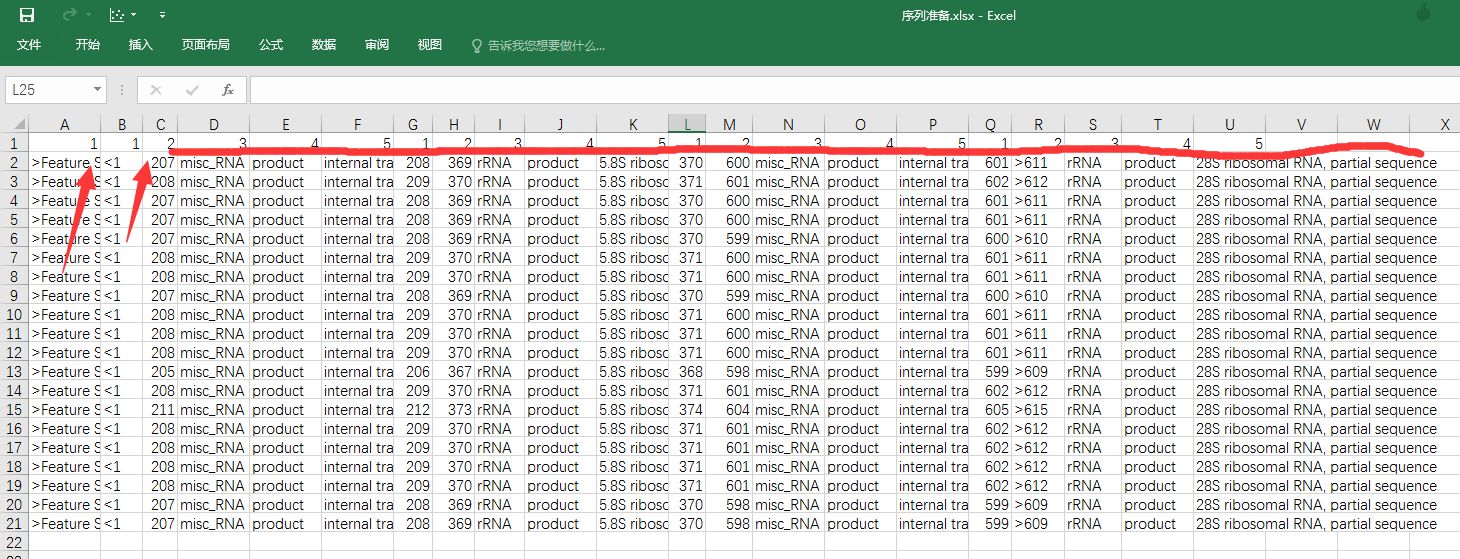 序列准备.xlsx - Excel
文件 开始 插入 页面布局 公式 数据 审阅 视图 告诉我您想要做什么...
L25 fx
A B C D E F G H I J K L M N O P Q R S T U V W X
1 1 1 2 3 4 5 1 2 3 4 5 1 2 3 4 5 1 2 3 4 5
2 >Feature S <1 207 misc_RNA product internal tra 208 369 rRNA product 5.8S riboso 370 600 misc_RNA product internal tra 601 >611 rRNA product 28S ribosomal RNA, partial sequence
3 >Feature S <1 208 misc_RNA product internal tra 209 370 rRNA product 5.8S riboso 371 601 misc_RNA product internal tra 602 >612 rRNA product 28S ribosomal RNA, partial sequence
4 >Feature S <1 207 misc_RNA product internal tra 208 369 rRNA product 5.8S riboso 370 600 misc_RNA product internal tra 601 >611 rRNA product 28S ribosomal RNA, partial sequence
5 >Feature S <1 207 misc_RNA product internal tra 208 369 rRNA product 5.8S riboso 370 600 misc_RNA product internal tra 601 >611 rRNA product 28S ribosomal RNA, partial sequence
6 >Feature S <1 207 misc_RNA product internal tra 208 369 rRNA product 5.8S riboso 370 599 misc_RNA product internal tra 600 >610 rRNA product 28S ribosomal RNA, partial sequence
7 >Feature S <1 208 misc_RNA product internal tra 209 370 rRNA product 5.8S riboso 371 600 misc_RNA product internal tra 601 >611 rRNA product 28S ribosomal RNA, partial sequence
8 >Feature S <1 208 misc_RNA product internal tra 209 370 rRNA product 5.8S riboso 371 600 misc_RNA product internal tra 601 >611 rRNA product 28S ribosomal RNA, partial sequence
9 >Feature S <1 207 misc_RNA product internal tra 208 369 rRNA product 5.8S riboso 370 599 misc_RNA product internal tra 600 >610 rRNA product 28S ribosomal RNA, partial sequence
10 >Feature S <1 208 misc_RNA product internal tra 209 370 rRNA product 5.8S riboso 371 600 misc_RNA product internal tra 601 >611 rRNA product 28S ribosomal RNA, partial sequence
11 >Feature S <1 208 misc_RNA product internal tra 209 370 rRNA product 5.8S riboso 371 600 misc_RNA product internal tra 601 >611 rRNA product 28S ribosomal RNA, partial sequence
12 >Feature S <1 208 misc_RNA product internal tra 209 370 rRNA product 5.8S riboso 371 600 misc_RNA product internal tra 601 >611 rRNA product 28S ribosomal RNA, partial sequence
13 >Feature S <1 205 misc_RNA product internal tra 206 367 rRNA product 5.8S riboso 368 598 misc_RNA product internal tra 599 >609 rRNA product 28S ribosomal RNA, partial sequence
14 >Feature S <1 208 misc_RNA product internal tra 209 370 rRNA product 5.8S riboso 371 601 misc_RNA product internal tra 602 >612 rRNA product 28S ribosomal RNA, partial sequence
15 >Feature S <1 211 misc_RNA product internal tra 212 373 rRNA product 5.8S riboso 374 604 misc_RNA product internal tra 605 >615 rRNA product 28S ribosomal RNA, partial sequence
16 >Feature S <1 208 misc_RNA product internal tra 209 370 rRNA product 5.8S riboso 371 601 misc_RNA product internal tra 602 >612 rRNA product 28S ribosomal RNA, partial sequence
17 >Feature S <1 208 misc_RNA product internal tra 209 370 rRNA product 5.8S riboso 371 601 misc_RNA product internal tra 602 >612 rRNA product 28S ribosomal RNA, partial sequence
18 >Feature S <1 208 misc_RNA product internal tra 209 370 rRNA product 5.8S riboso 371 601 misc_RNA product internal tra 602 >612 rRNA product 28S ribosomal RNA, partial sequence
19 >Feature S <1 208 misc_RNA product internal tra 209 370 rRNA product 5.8S riboso 371 601 misc_RNA product internal tra 602 >612 rRNA product 28S ribosomal RNA, partial sequence
20 >Feature S <1 207 misc_RNA product internal tra 208 369 rRNA product 5.8S riboso 370 598 misc_RNA product internal tra 599 >609 rRNA product 28S ribosomal RNA, partial sequence
21 >Feature S <1 207 misc_RNA product internal tra 208 369 rRNA product 5.8S riboso 370 598 misc_RNA product internal tra 599 >609 rRNA product 28S ribosomal RNA, partial sequence
22